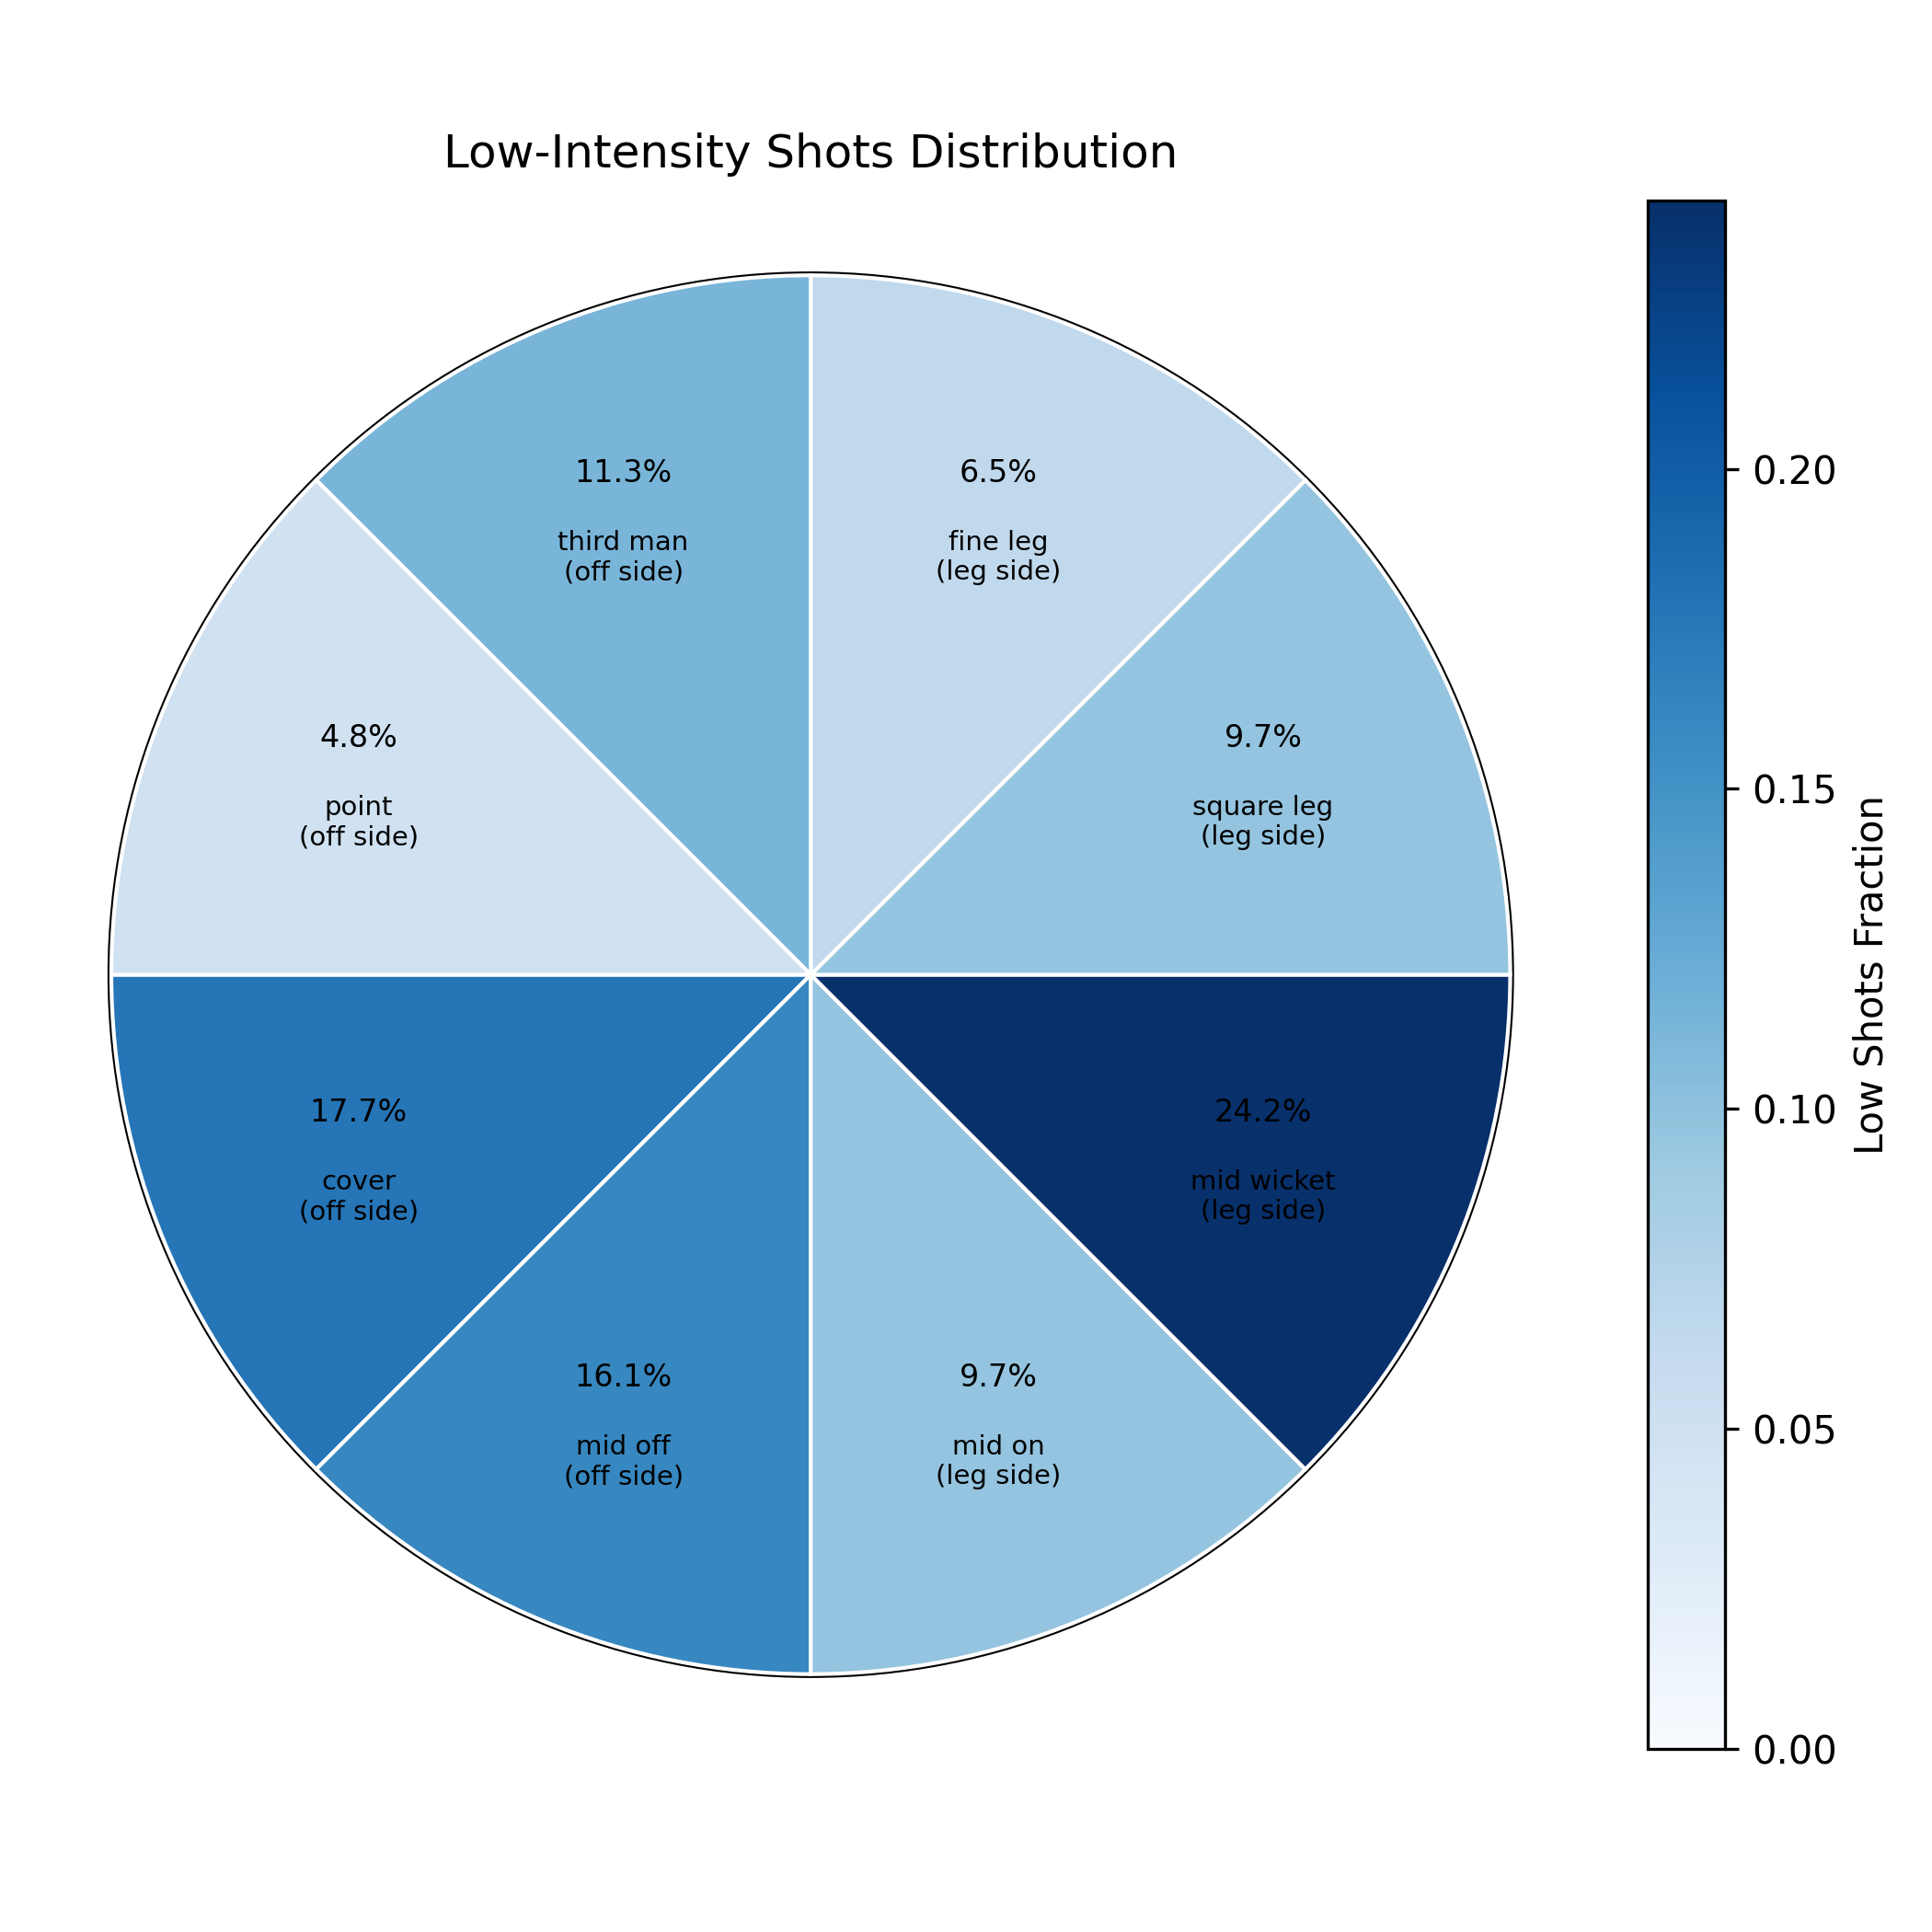 Low-Intensity Shots Distribution
11.3%
third man
(off side)
6.5%
fine leg
(leg side)
4.8%
point
(off side)
9.7%
square leg
(leg side)
17.7%
cover
(off side)
24.2%
mid wicket
(leg side)
16.1%
mid off
(off side)
9.7%
mid on
(leg side)
0.20
0.15
0.10
0.05
0.00
Low Shots Fraction